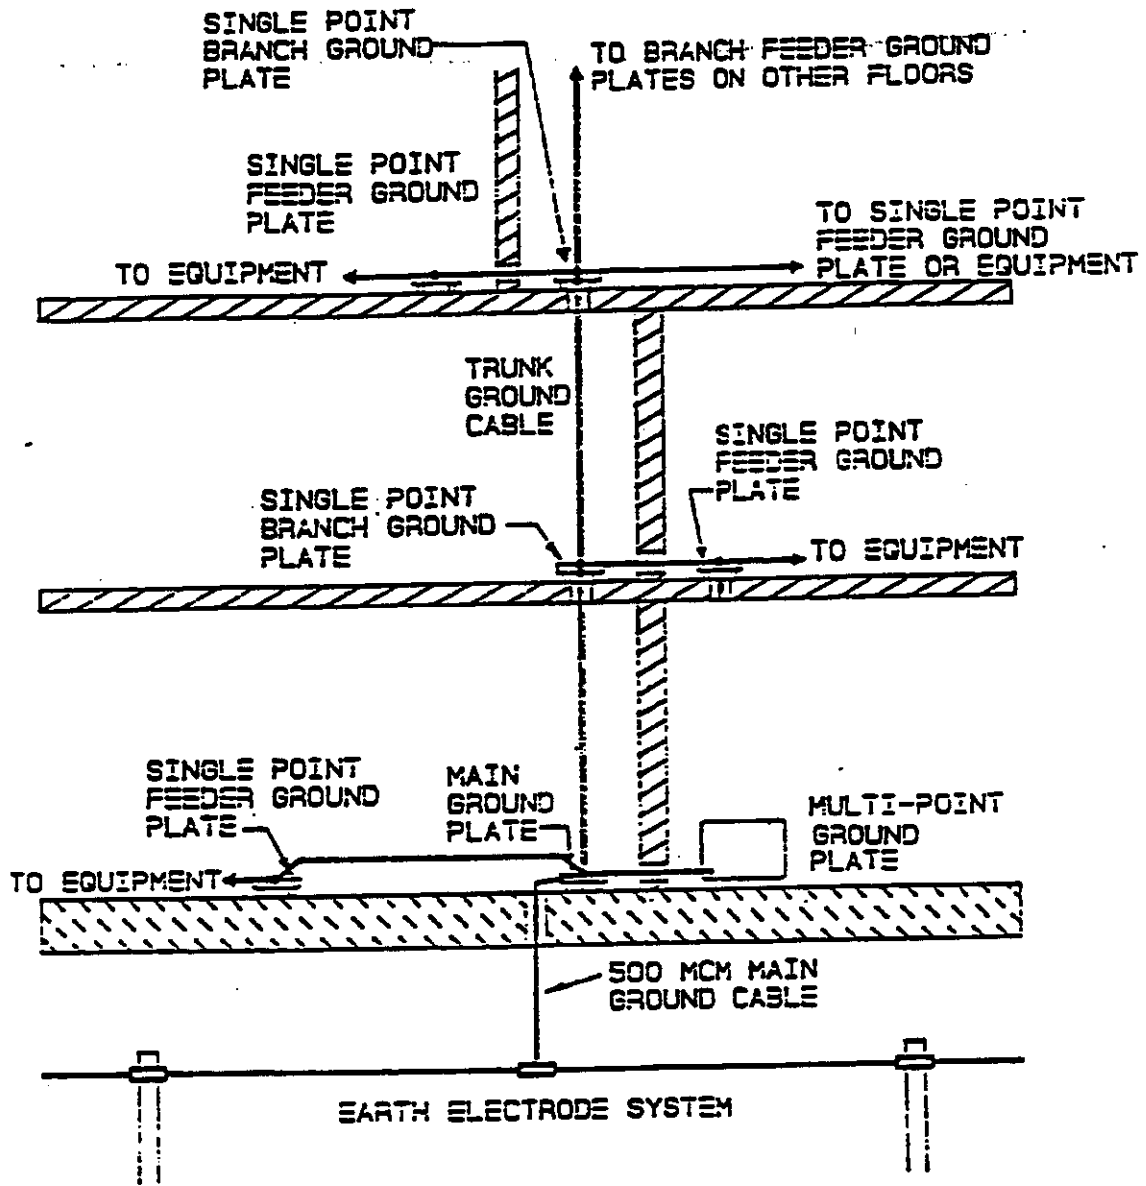 SINGLE POINT
BRANCH GROUND
PLATE
TO BRANCH FEEDER GROUND
PLATES ON OTHER FLOORS
SINGLE POINT
FEEDER GROUND
PLATE
TO SINGLE POINT
FEEDER GROUND
PLATE OR EQUIPMENT
TO EQUIPMENT
TRUNK
GROUND
CABLE
SINGLE POINT
FEEDER GROUND
PLATE
SINGLE POINT
BRANCH GROUND
PLATE
TO EQUIPMENT
SINGLE POINT
FEEDER GROUND
PLATE
MAIN
GROUND
PLATE
MULTI-POINT
GROUND
PLATE
TO EQUIPMENT
500 MCM MAIN
GROUND CABLE
EARTH ELECTRODE SYSTEM